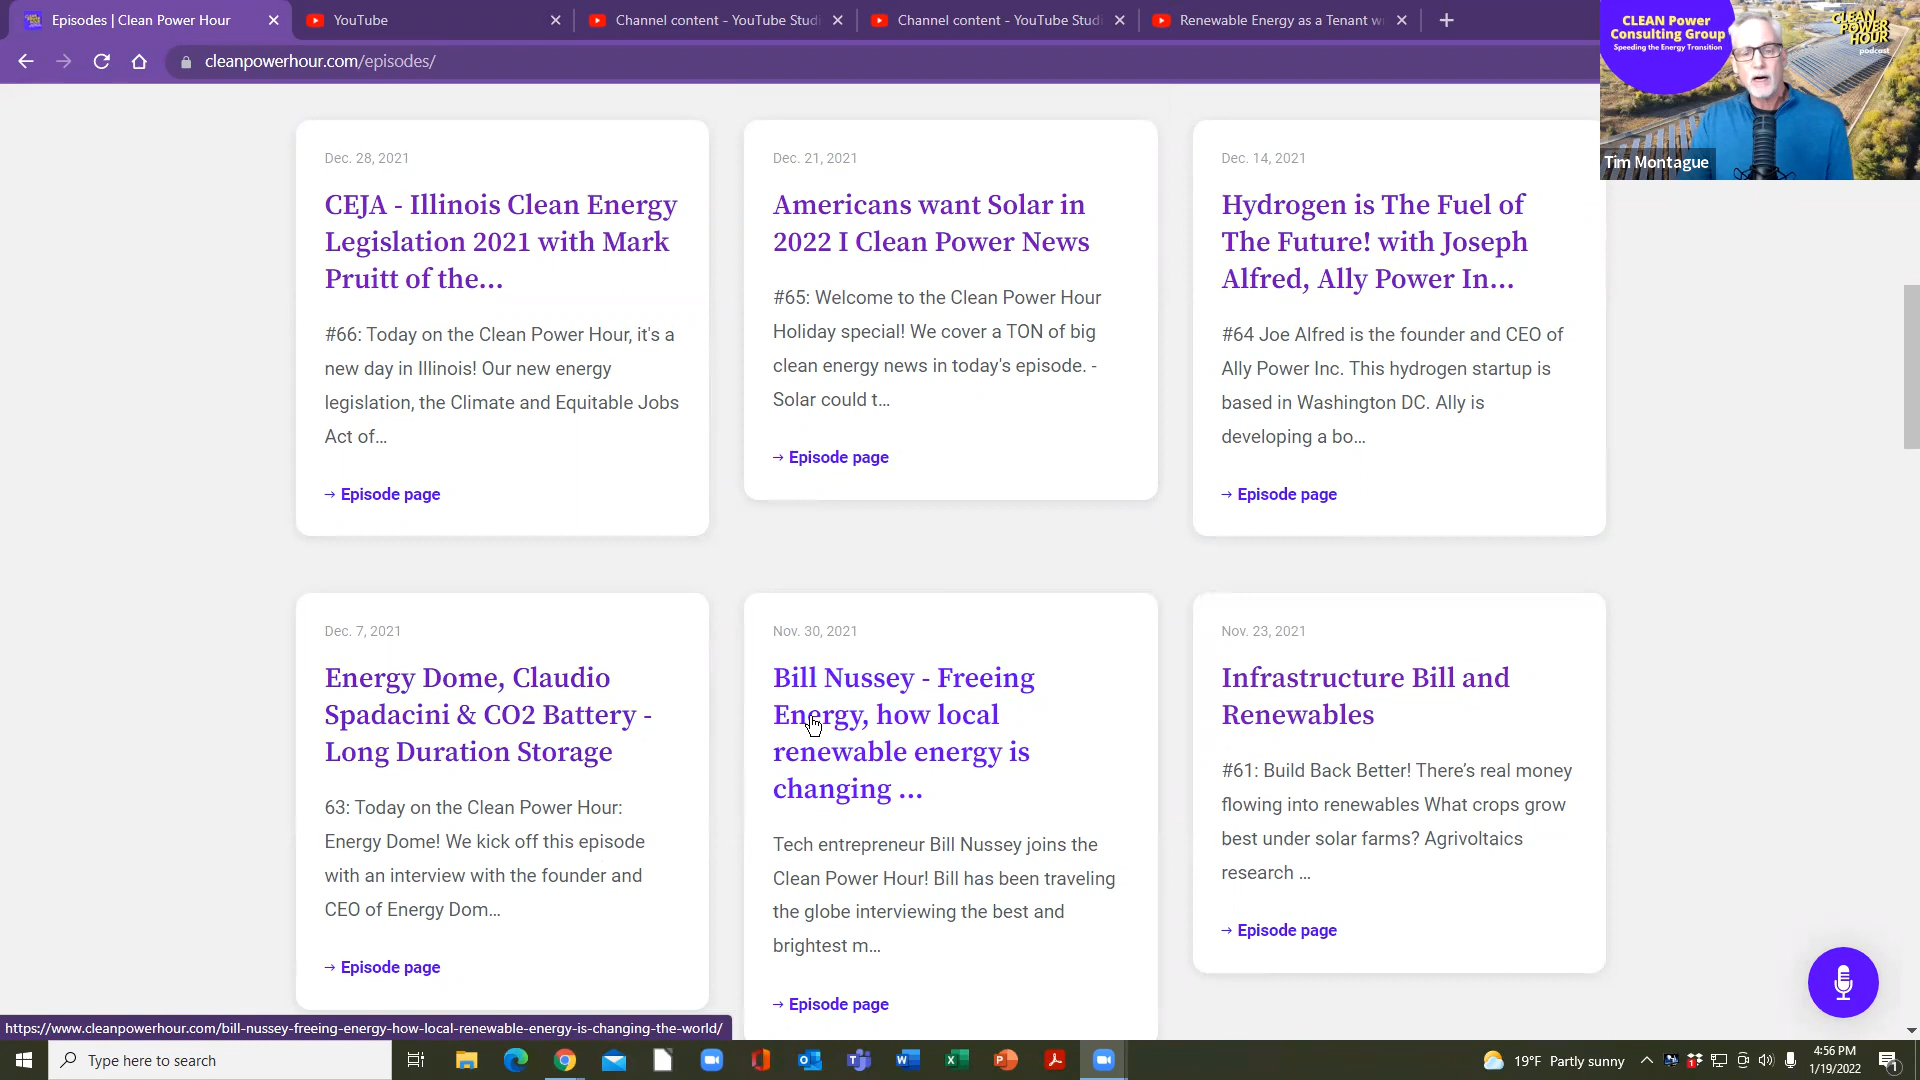 Episodes | Clean Power Hour
YouTube
Channel content - YouTube Studi
Channel content - YouTube Studi
Renewable Energy as a Tenant w
cleanpowerhour.com/episodes/
CLEAN Power
Consulting Group
Speeding the Energy Transition
CLEAN
POWER
HOUR
podcast
Tim Montague
Dec. 28, 2021
CEJA - Illinois Clean Energy
Legislation 2021 with Mark
Pruitt of the...
#66: Today on the Clean Power Hour, it's a
new day in Illinois! Our new energy
legislation, the Climate and Equitable Jobs
Act of...
→ Episode page
Dec. 21, 2021
Americans want Solar in
2022 I Clean Power News
#65: Welcome to the Clean Power Hour
Holiday special! We cover a TON of big
clean energy news in today's episode. -
Solar could t...
→ Episode page
Dec. 14, 2021
Hydrogen is The Fuel of
The Future! with Joseph
Alfred, Ally Power In...
#64 Joe Alfred is the founder and CEO of
Ally Power Inc. This hydrogen startup is
based in Washington DC. Ally is
developing a bo...
→ Episode page
Dec. 7, 2021
Energy Dome, Claudio
Spadacini & CO2 Battery -
Long Duration Storage
63: Today on the Clean Power Hour:
Energy Dome! We kick off this episode
with an interview with the founder and
CEO of Energy Dom...
→ Episode page
Nov. 30, 2021
Bill Nussey - Freeing
Energy, how local
renewable energy is
changing ...
Tech entrepreneur Bill Nussey joins the
Clean Power Hour! Bill has been traveling
the globe interviewing the best and
brightest m...
→ Episode page
Nov. 23, 2021
Infrastructure Bill and
Renewables
#61: Build Back Better! There's real money
flowing into renewables What crops grow
best under solar farms? Agrivoltaics
research ...
→ Episode page
https://www.cleanpowerhour.com/bill-nussey-freeing-energy-how-local-renewable-energy-is-changing-the-world/
Type here to search
19°F Partly sunny
4:56 PM
1/19/2022
1